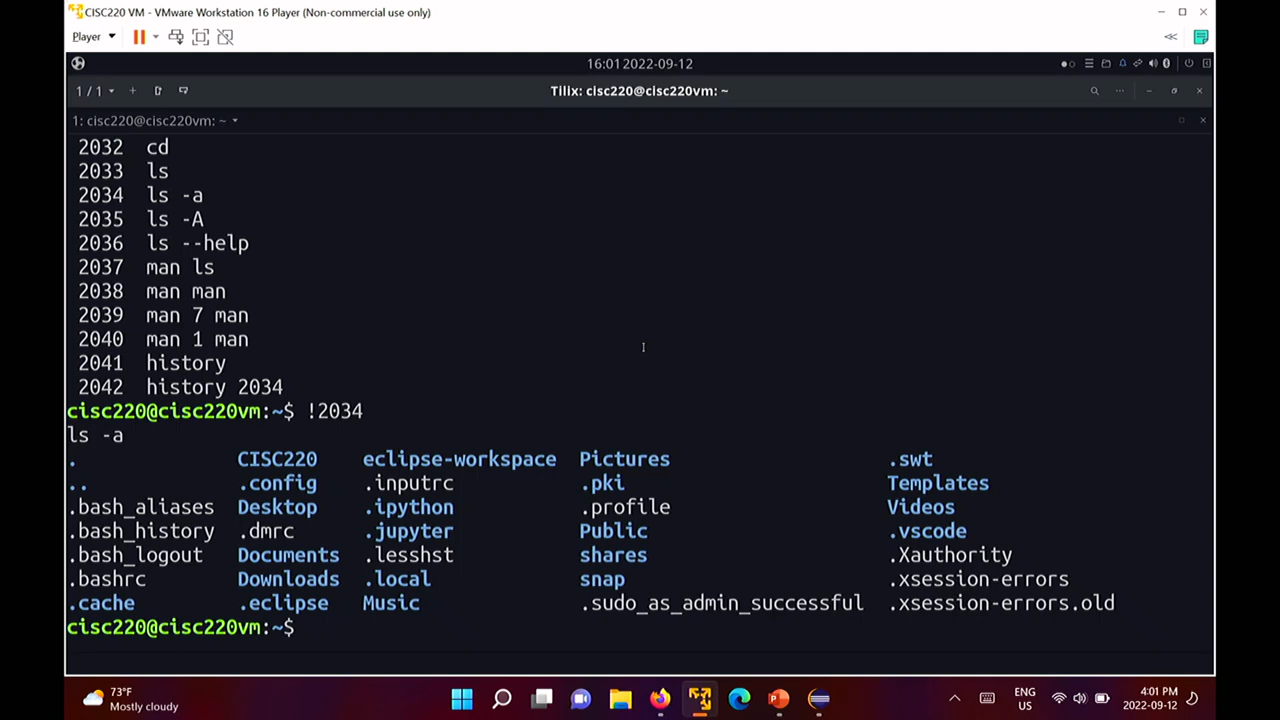 CISC220 VM - VMware Workstation 16 Player (Non-commercial use only)
Player
16:01 2022-09-12
1 / 1
Tilix: cisc220@cisc220vm: ~
1: cisc220@cisc220vm: ~
2032 cd
2033 ls
2034 ls -a
2035 ls -A
2036 ls --help
2037 man ls
2038 man man
2039 man 7 man
2040 man 1 man
2041 history
2042 history 2034
cisc220@cisc220vm:~$ !2034
ls -a
. CISC220 eclipse-workspace Pictures .swt
.. .config .inputrc .pki Templates
.bash_aliases Desktop .ipython .profile Videos
.bash_history .dmrc .jupyter Public .vscode
.bash_logout Documents .lesshst shares .Xauthority
.bashrc Downloads .local snap .xsession-errors
.cache .eclipse Music .sudo_as_admin_successful .xsession-errors.old
cisc220@cisc220vm:~$
73°F
Mostly cloudy
ENG
US
4:01 PM
2022-09-12